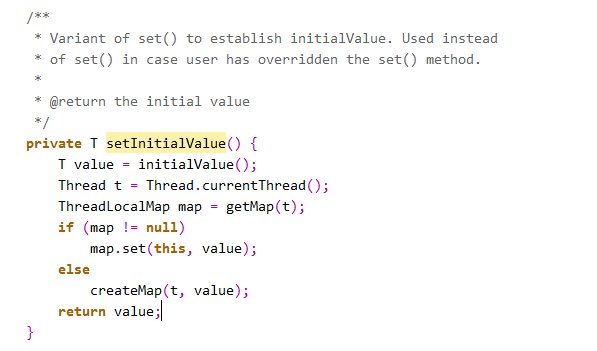 /**
 * Variant of set() to establish initialValue. Used instead
 * of set() in case user has overridden the set() method.
 *
 * @return the initial value
 */
private T setInitialValue() {
    T value = initialValue();
    Thread t = Thread.currentThread();
    ThreadLocalMap map = getMap(t);
    if (map != null)
        map.set(this, value);
    else
        createMap(t, value);
    return value;
}